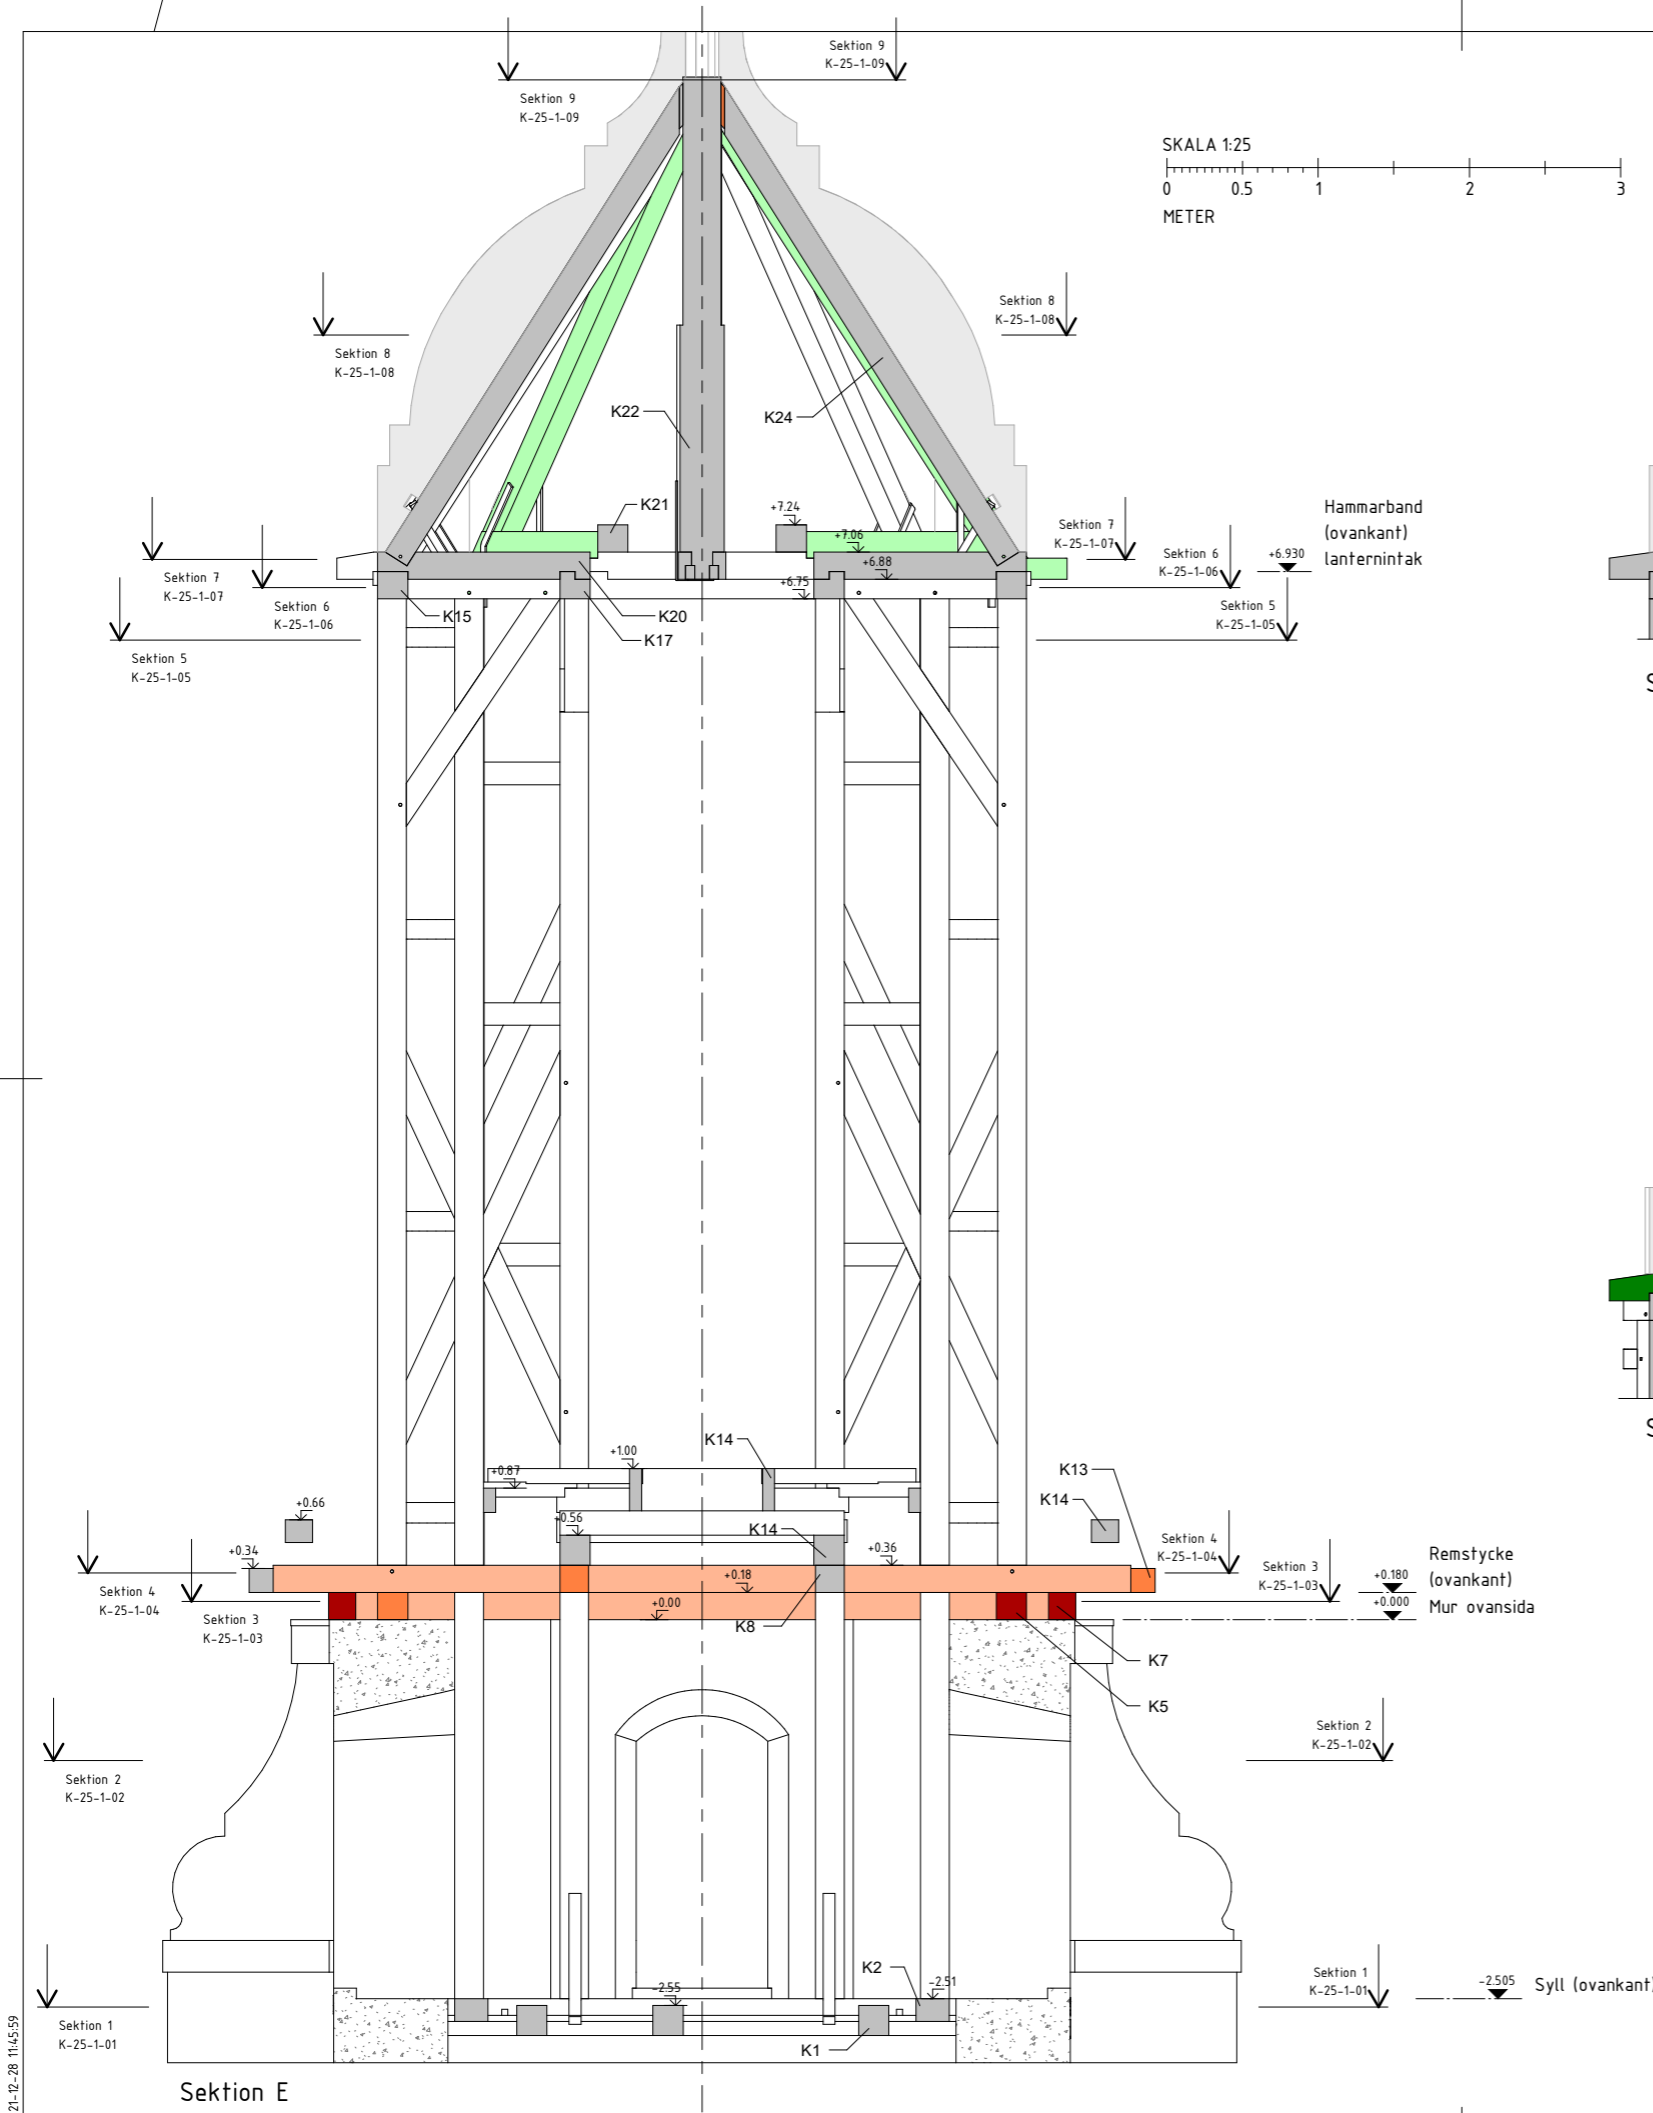 Sektion 9
K-25-1-09
Sektion 9
K-25-1-09
SKALA 1:25
0 0.5 1 2 3
METER
Sektion 8
K-25-1-08
Sektion 8
K-25-1-08
K22
K24
K21
+7.24
+7.06
+6.88
+6.75
Sektion 7
K-25-1-07
Sektion 6
K-25-1-06
+6.930
Hammarband
(ovankant)
lanternintak
Sektion 5
K-25-1-05
Sektion 7
K-25-1-07
Sektion 6
K-25-1-06
Sektion 5
K-25-1-05
K15
K20
K17
K14
+1.00
+0.87
K13
K14
+0.66
+0.56
K14
+0.34
+0.36
+0.18
+0.00
K8
Sektion 4
K-25-1-04
Sektion 3
K-25-1-03
Sektion 4
K-25-1-04
Sektion 3
K-25-1-03
Remstycke
(ovankant)
+0.180
+0.000
Mur ovansida
K7
K5
Sektion 2
K-25-1-02
Sektion 2
K-25-1-02
K2
-2.55
-2.51
Sektion 1
K-25-1-01
-2.505
Syll (ovankant)
Sektion 1
K-25-1-01
K1
Sektion E
21-12-28 11:45:59